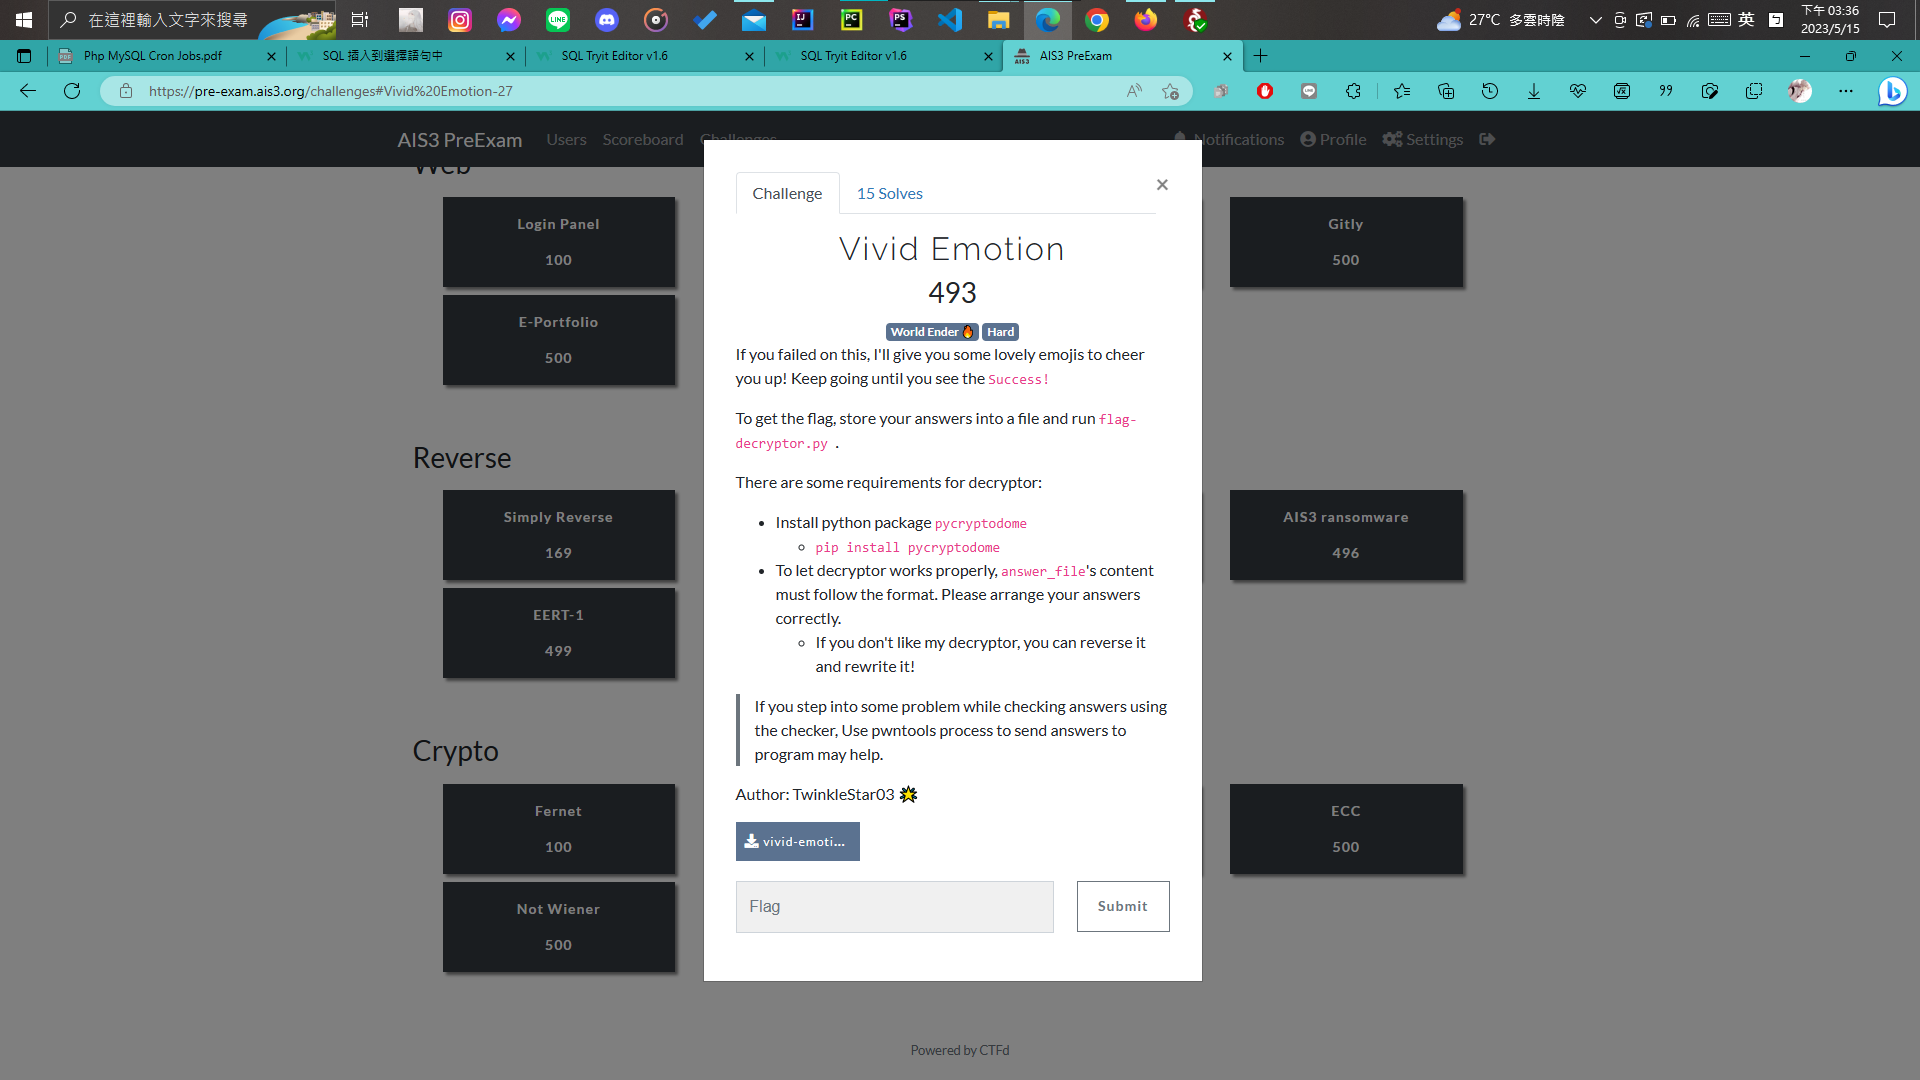 在這裡輸入文字來搜尋
27°C 多雲時陰
英
下午 03:36
2023/5/15
Php MySQL Cron Jobs.pdf
SQL 插入到選擇語句中
SQL Tryit Editor v1.6
SQL Tryit Editor v1.6
AIS3 PreExam
https://pre-exam.ais3.org/challenges#Vivid%20Emotion-27
AIS3 PreExam Users Scoreboard Challenges Notifications Profile Settings
Web
Login Panel
100
Gitly
500
E-Portfolio
500
Reverse
Simply Reverse
169
AIS3 ransomware
496
EERT-1
499
Crypto
Fernet
100
ECC
500
Not Wiener
500
Challenge
15 Solves
×
Vivid Emotion
493
World Ender 🔥 Hard
If you failed on this, I'll give you some lovely emojis to cheer
you up! Keep going until you see the Success!
To get the flag, store your answers into a file and run flag-
decryptor.py .
There are some requirements for decryptor:
• Install python package pycryptodome
◦ pip install pycryptodome
• To let decryptor works properly, answer_file's content
must follow the format. Please arrange your answers
correctly.
◦ If you don't like my decryptor, you can reverse it
and rewrite it!
If you step into some problem while checking answers using
the checker, Use pwntools process to send answers to
program may help.
Author: TwinkleStar03 🌟
vivid-emoti...
Flag
Submit
Powered by CTFd